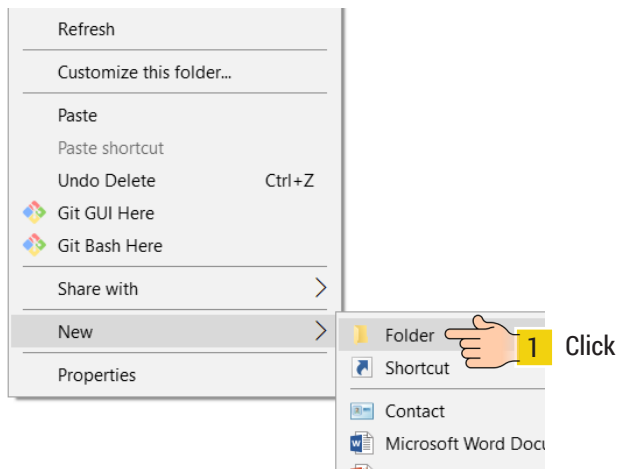 Refresh
Customize this folder...
Paste
Paste shortcut
Undo Delete Ctrl+Z
Git GUI Here
Git Bash Here
Share with
New
Properties
Folder
1 Click
Shortcut
Contact
Microsoft Word Docu